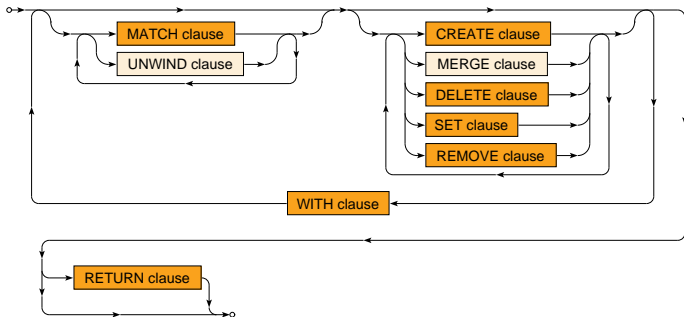 MATCH clause
UNWIND clause
CREATE clause
MERGE clause
DELETE clause
SET clause
REMOVE clause
WITH clause
RETURN clause